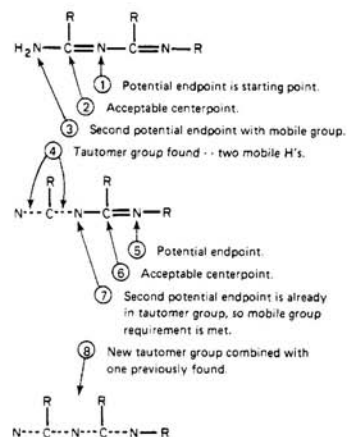 R R
H₂N—C=N—C=N—R
① Potential endpoint is starting point.
② Acceptable centerpoint.
③ Second potential endpoint with mobile group.
④ Tautomer group found -- two mobile H's.
R R
N---C---N—C=N—R
⑤ Potential endpoint.
⑥ Acceptable centerpoint.
⑦ Second potential endpoint is already
in tautomer group, so mobile group
requirement is met.
⑧ New tautomer group combined with
one previously found.
R R
N---C---N---C---N—R